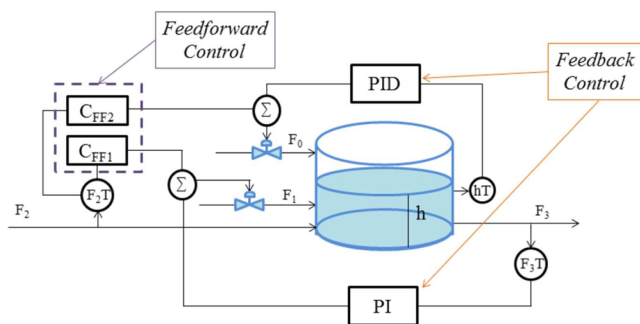 Feedforward
Control
Feedback
Control
PID
C_FF2
Σ
C_FF1
F_0
Σ
F_2T
hT
F_1
h
F_2
F_3
F_3T
PI